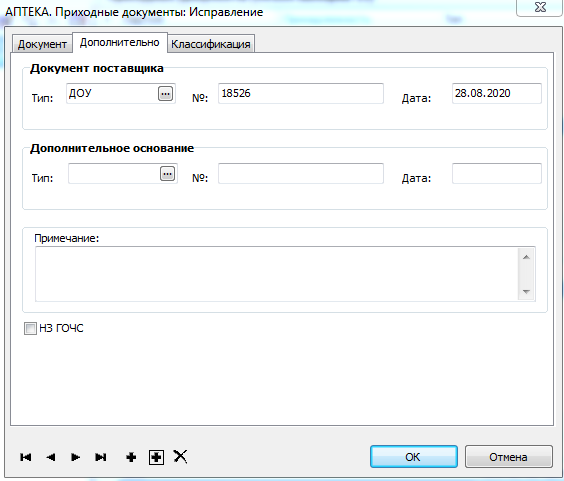 АПТЕКА. Приходные документы: Исправление
Документ Дополнительно Классификация
Документ поставщика
Тип: ДОУ ... №: 18526 Дата: 28.08.2020
Дополнительное основание
Тип: ... №: Дата:
Примечание:
НЗ ГОЧС
OK Отмена